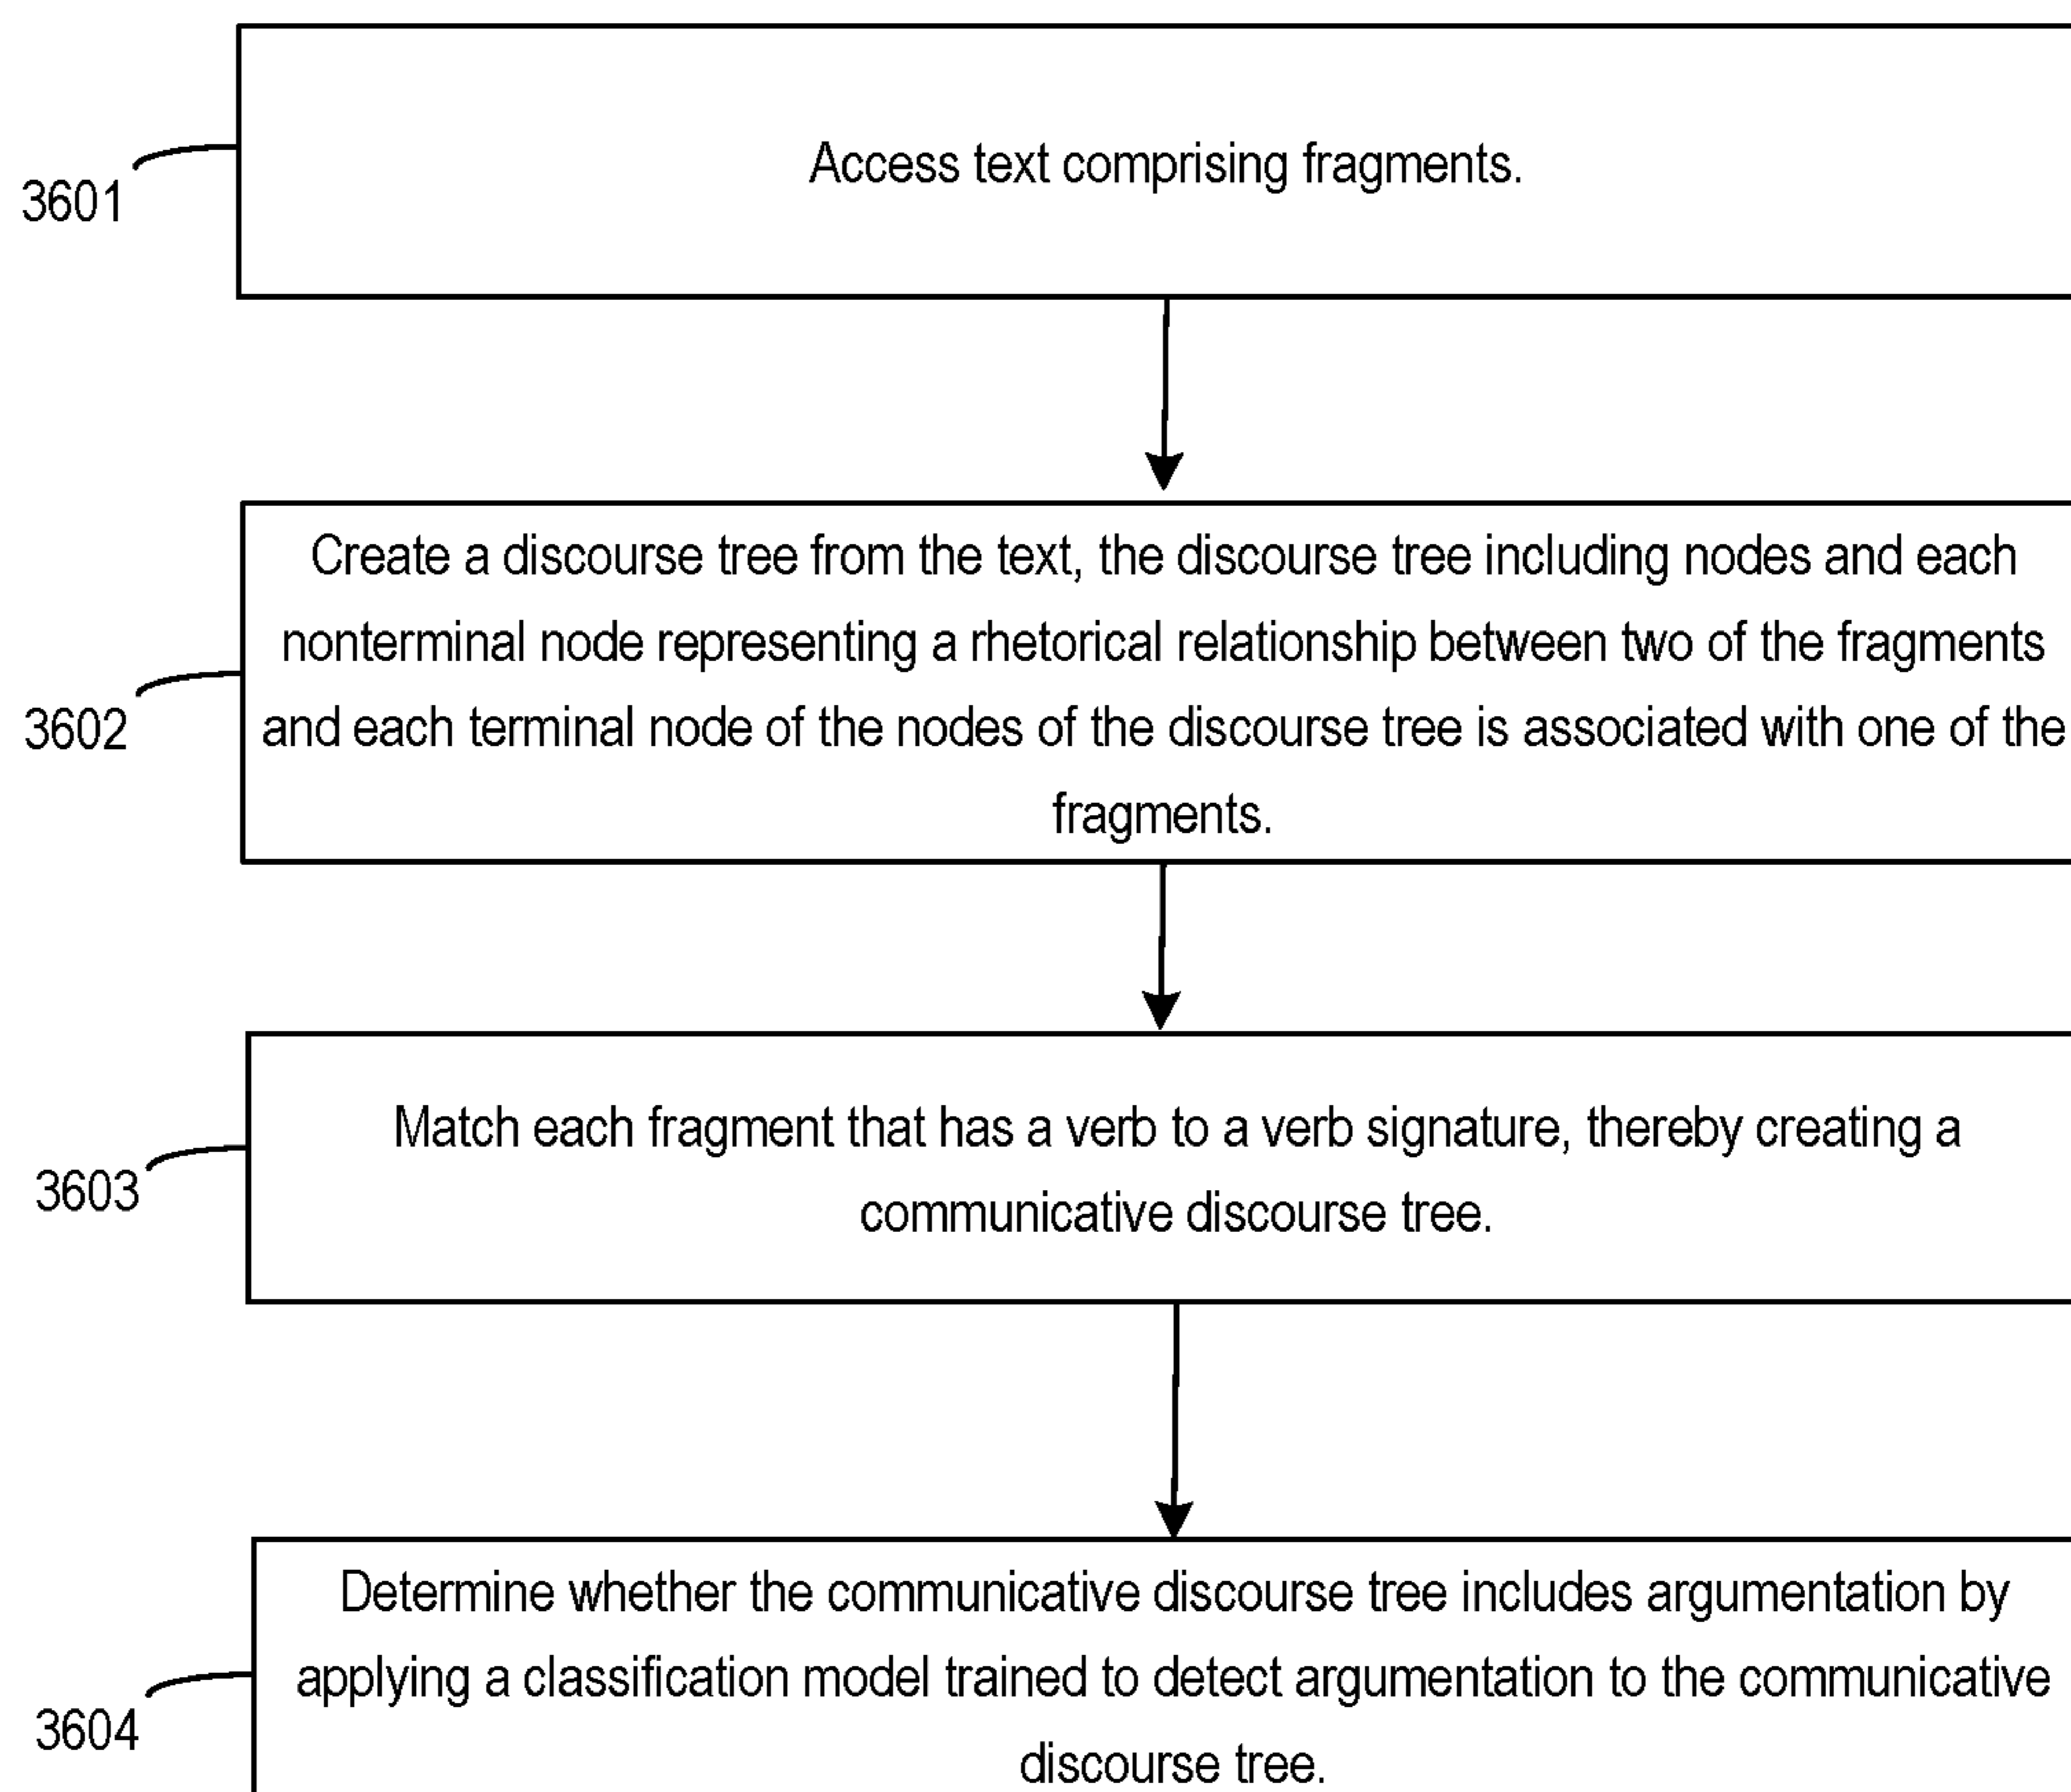 Access text comprising fragments.
3601
Create a discourse tree from the text, the discourse tree including nodes and each
nonterminal node representing a rhetorical relationship between two of the fragments
and each terminal node of the nodes of the discourse tree is associated with one of the
fragments.
3602
Match each fragment that has a verb to a verb signature, thereby creating a
communicative discourse tree.
3603
Determine whether the communicative discourse tree includes argumentation by
applying a classification model trained to detect argumentation to the communicative
discourse tree.
3604